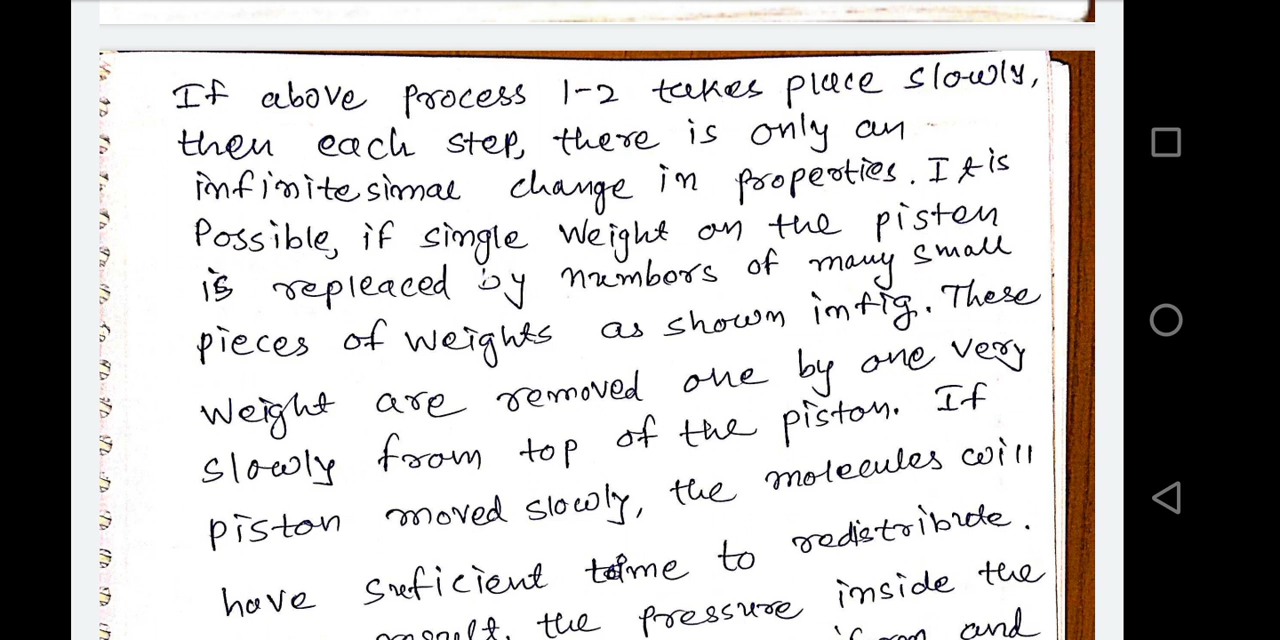 If above process 1-2 takes place slowly,
then each step, there is only an
infinitesimal change in properties. It is
Possible, if single weight on the piston
is repleaced by numbers of many small
pieces of weights as shown in fig. These
weight are removed one by one very
slowly from top of the piston. If
piston moved slowly, the molecules will
have suficient time to redistribute.
the pressure inside the
and